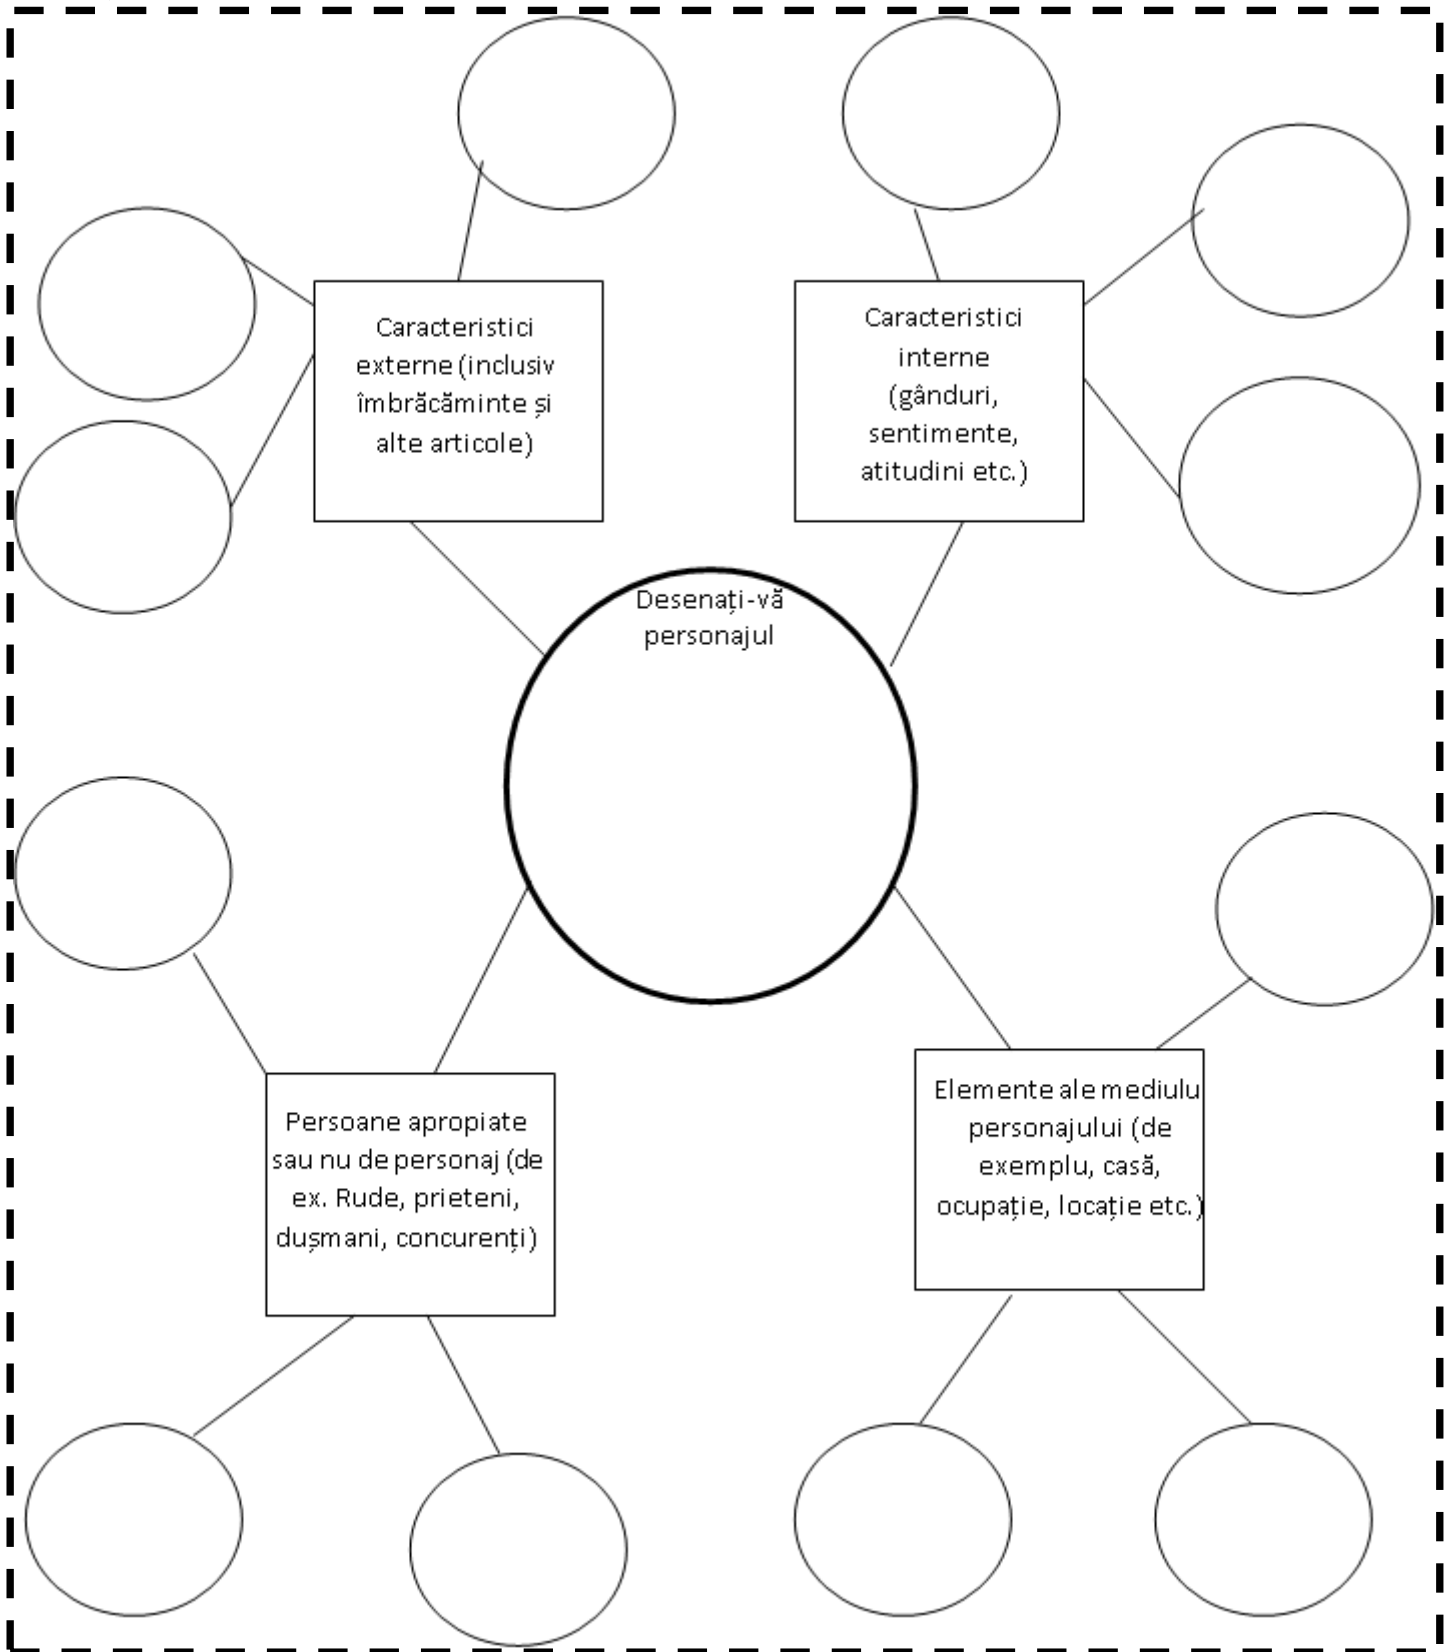 Caracteristici
externe (inclusiv
îmbrăcăminte și
alte articole)
Caracteristici
interne
(gânduri,
sentimente,
atitudini etc.)
Desenați-vă
personajul
Persoane apropiate
sau nu de personaj (de
ex. Rude, prieteni,
dușmani, concurenți)
Elemente ale mediulu
personajului (de
exemplu, casă,
ocupație, locație etc.)